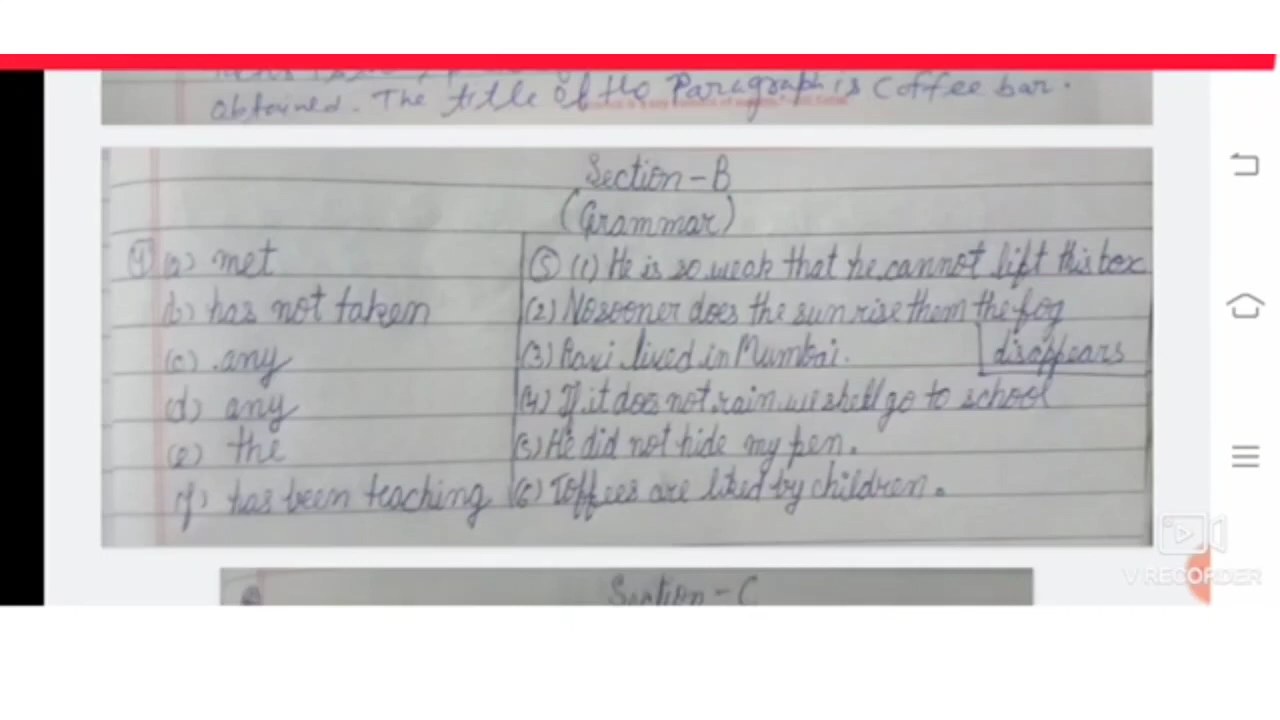 obtained. The title of the Paragraph is Coffee bar.
Section-B
(Grammar)
4 (a) met
(b) has not taken
(c) any
(d) any
(e) the
(f) has been teaching
5 (1) He is so weak that he cannot lift this box
(2) No sooner does the sun rise them the fog
disappears
(3) Ravi lived in Mumbai.
(4) If it does not rain we shall go to school
(5) He did not hide my pen.
(6) Toffees are liked by children.
Section-C
V RECORDER